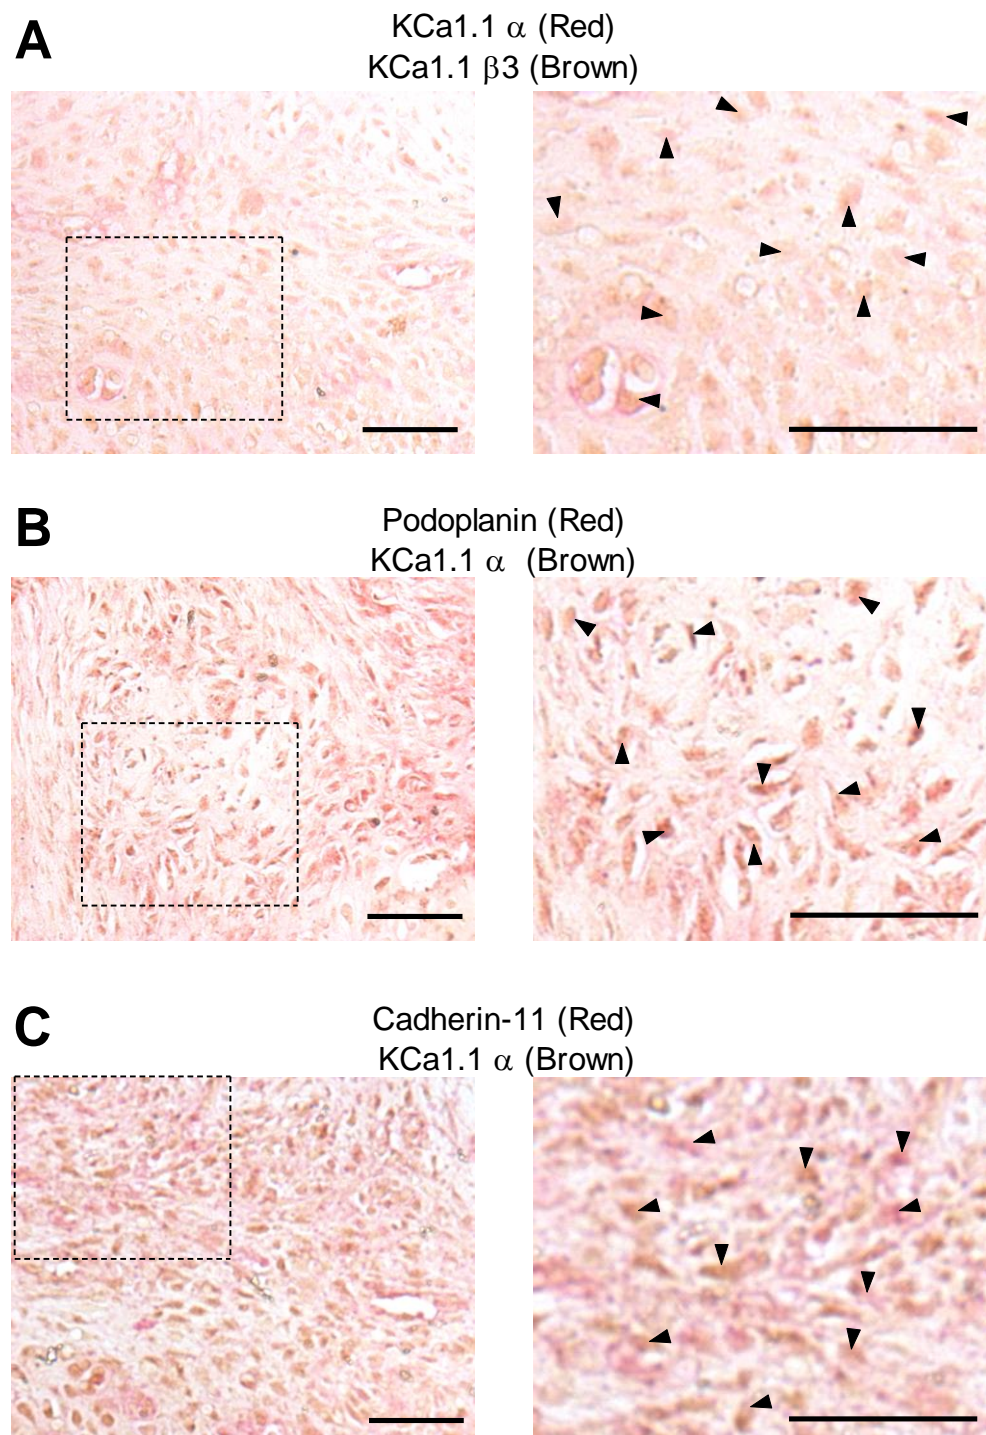 A
KCa1.1 α (Red)
KCa1.1 β3 (Brown)
B
Podoplanin (Red)
KCa1.1 α (Brown)
C
Cadherin-11 (Red)
KCa1.1 α (Brown)